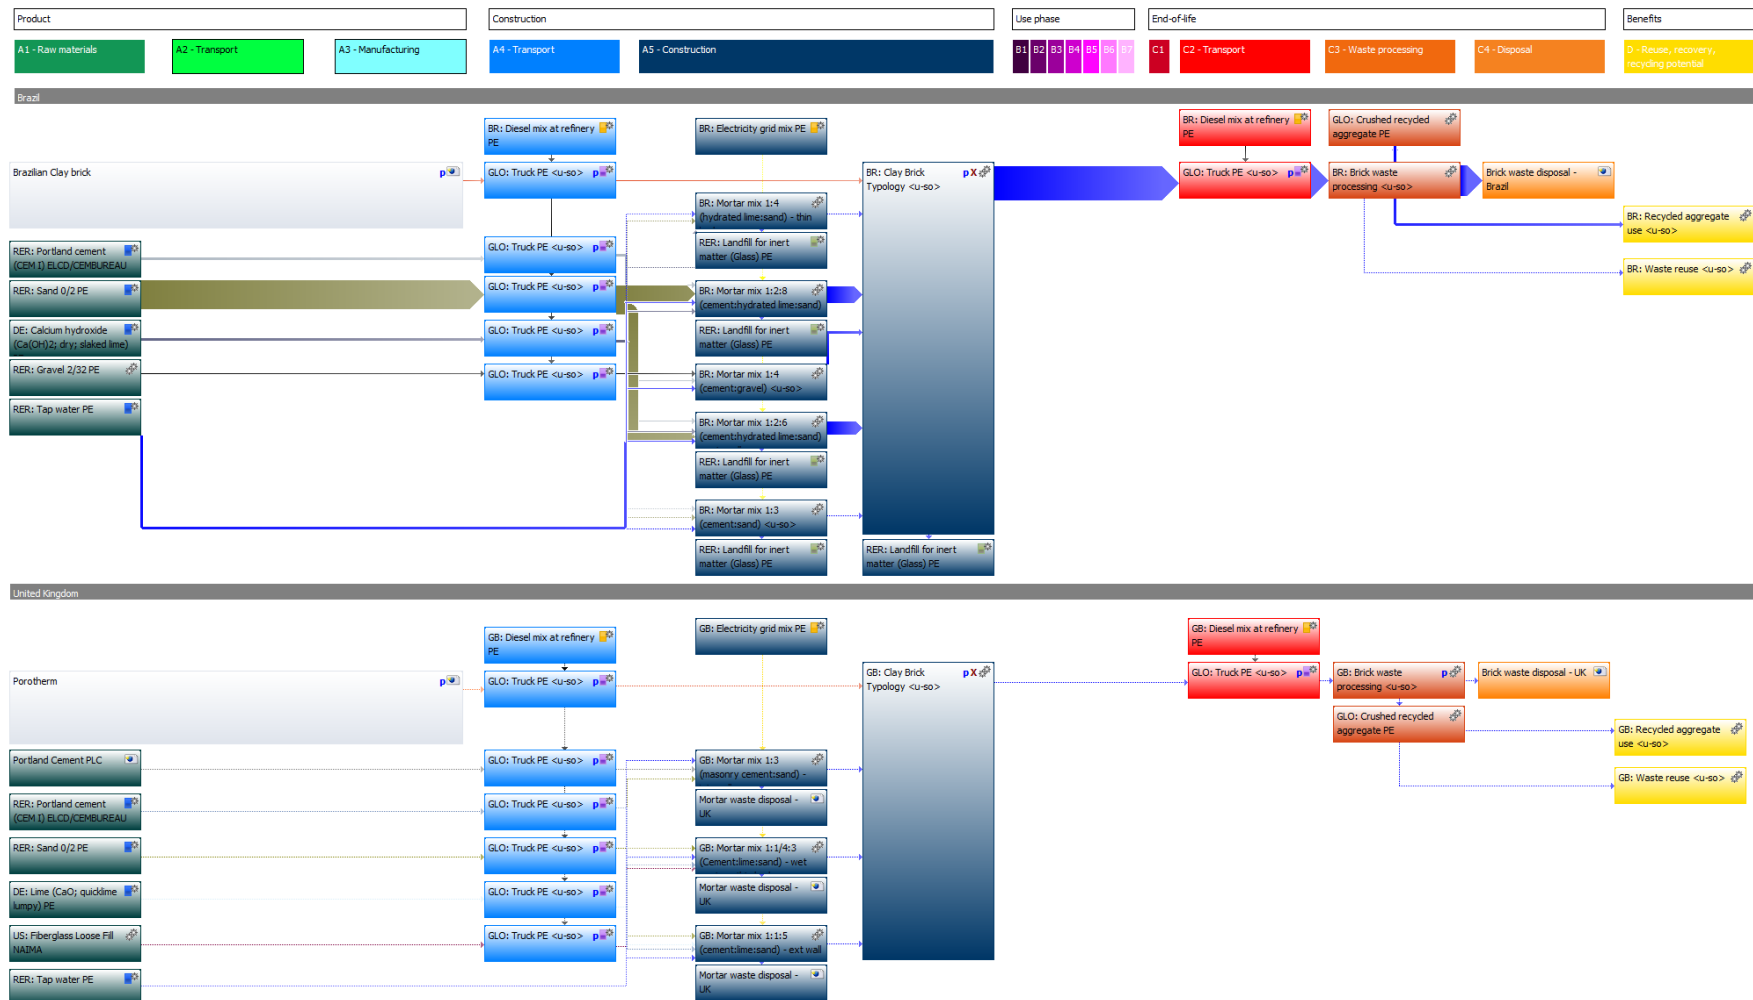 Product
Construction
Use phase
End-of-life
Benefits
A1 - Raw materials
A2 - Transport
A3 - Manufacturing
A4 - Transport
A5 - Construction
B1
B2
B3
B4
B5
B6
B7
C1
C2 - Transport
C3 - Waste processing
C4 - Disposal
D - Reuse, recovery,
recycling potential
Brazil
BR: Diesel mix at refinery
PE
BR: Electricity grid mix PE
BR: Diesel mix at refinery
PE
GLO: Crushed recycled
aggregate PE
Brazilian Clay brick
p
GLO: Truck PE <u-so>
p
BR: Clay Brick
Typology <u-so>
p X
GLO: Truck PE <u-so>
p
BR: Brick waste
processing <u-so>
Brick waste disposal -
Brazil
BR: Mortar mix 1:4
(hydrated lime:sand) - thin
BR: Recycled aggregate
use <u-so>
RER: Portland cement
(CEM I) ELCD/CEMBUREAU
GLO: Truck PE <u-so>
p
RER: Landfill for inert
matter (Glass) PE
BR: Waste reuse <u-so>
RER: Sand 0/2 PE
GLO: Truck PE <u-so>
p
BR: Mortar mix 1:2:8
(cement:hydrated lime:sand)
DE: Calcium hydroxide
(Ca(OH)2; dry; slaked lime)
GLO: Truck PE <u-so>
p
RER: Landfill for inert
matter (Glass) PE
RER: Gravel 2/32 PE
GLO: Truck PE <u-so>
p
BR: Mortar mix 1:4
(cement:gravel) <u-so>
RER: Tap water PE
BR: Mortar mix 1:2:6
(cement:hydrated lime:sand)
RER: Landfill for inert
matter (Glass) PE
BR: Mortar mix 1:3
(cement:sand) <u-so>
RER: Landfill for inert
matter (Glass) PE
RER: Landfill for inert
matter (Glass) PE
United Kingdom
GB: Diesel mix at refinery
PE
GB: Electricity grid mix PE
GB: Diesel mix at refinery
PE
Porotherm
p
GLO: Truck PE <u-so>
p
GB: Clay Brick
Typology <u-so>
p X
GLO: Truck PE <u-so>
p
GB: Brick waste
processing <u-so>
p
Brick waste disposal - UK
GLO: Crushed recycled
aggregate PE
GB: Recycled aggregate
use <u-so>
Portland Cement PLC
GLO: Truck PE <u-so>
p
GB: Mortar mix 1:3
(masonry cement:sand) -
GB: Waste reuse <u-so>
RER: Portland cement
(CEM I) ELCD/CEMBUREAU
GLO: Truck PE <u-so>
p
Mortar waste disposal -
UK
RER: Sand 0/2 PE
GLO: Truck PE <u-so>
p
GB: Mortar mix 1:1/4:3
(Cement:lime:sand) - wet
DE: Lime (CaO; quicklime
lumpy) PE
GLO: Truck PE <u-so>
p
Mortar waste disposal -
UK
US: Fiberglass Loose Fill
NAIMA
GLO: Truck PE <u-so>
p
GB: Mortar mix 1:1:5
(cement:lime:sand) - ext wall
RER: Tap water PE
Mortar waste disposal -
UK